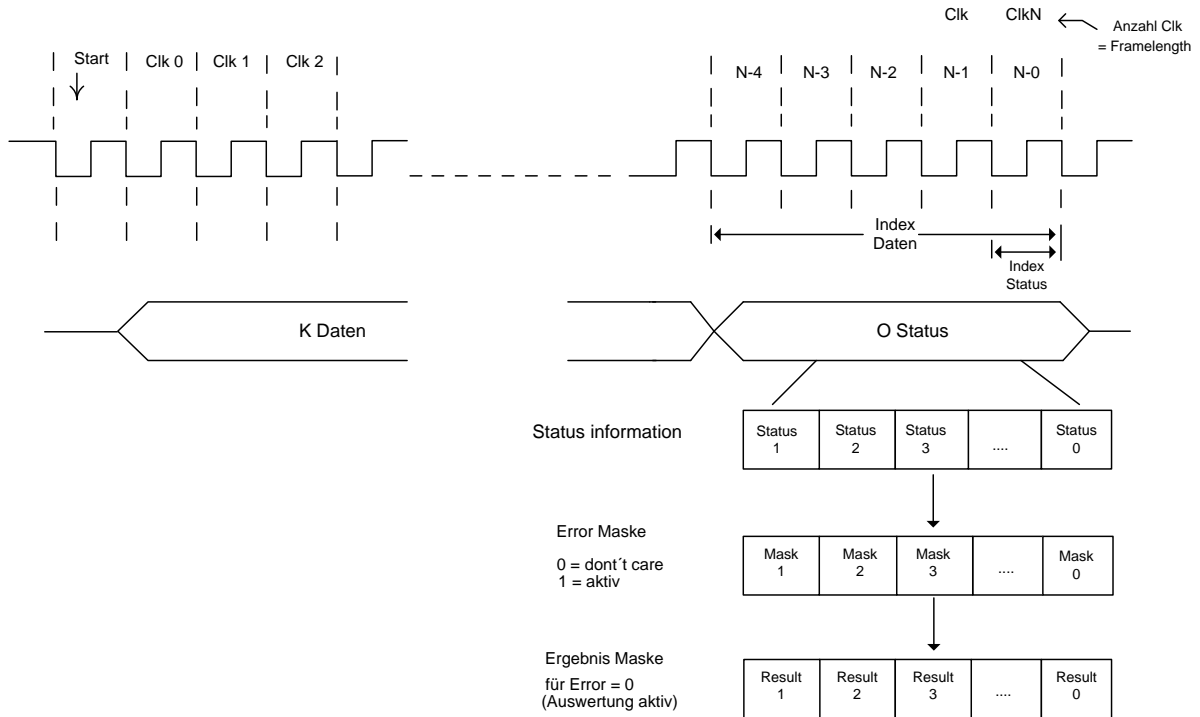 Clk ClkN
Anzahl Clk
= Framelength
Start Clk 0 Clk 1 Clk 2
N-4 N-3 N-2 N-1 N-0
Index
Daten
Index
Status
K Daten
O Status
Status information
Status Status Status Status
1 2 3 .... 0
Error Maske
0 = dont´t care
1 = aktiv
Mask Mask Mask Mask
1 2 3 .... 0
Ergebnis Maske
für Error = 0
(Auswertung aktiv)
Result Result Result Result
1 2 3 .... 0